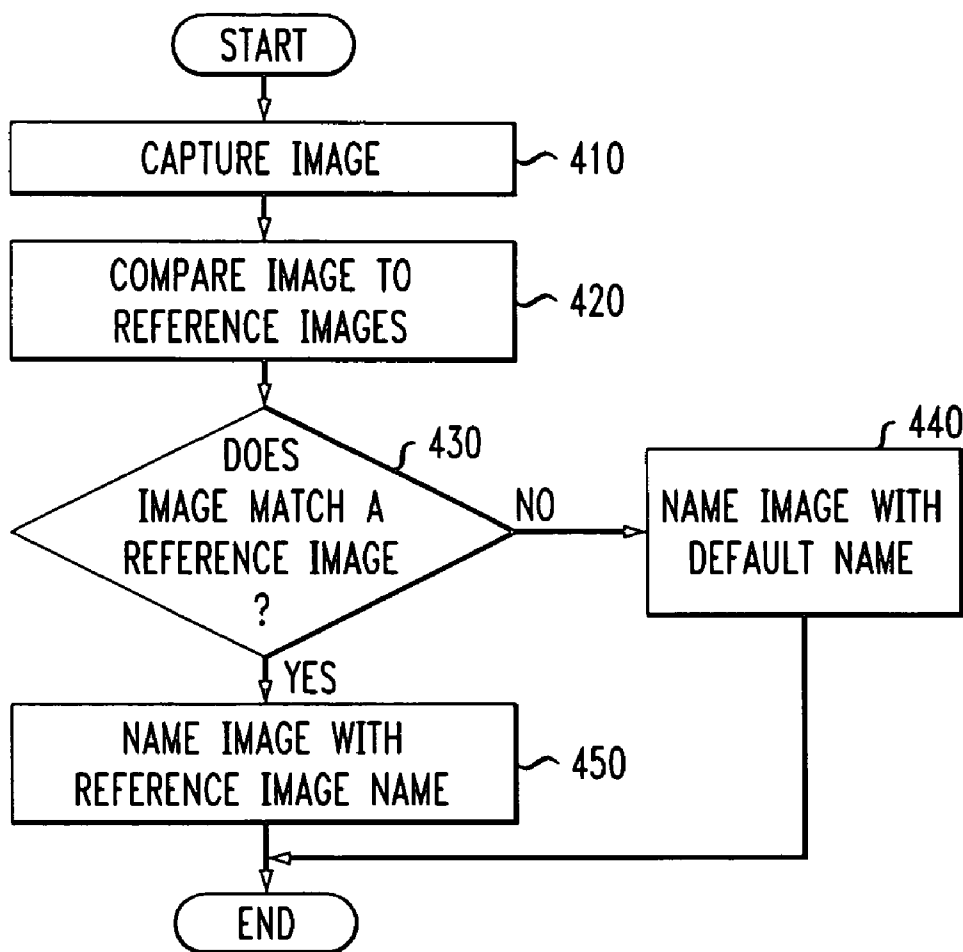 START
CAPTURE IMAGE
410
COMPARE IMAGE TO
REFERENCE IMAGES
420
DOES
IMAGE MATCH A
REFERENCE IMAGE
?
430
NO
440
NAME IMAGE WITH
DEFAULT NAME
YES
NAME IMAGE WITH
REFERENCE IMAGE NAME
450
END